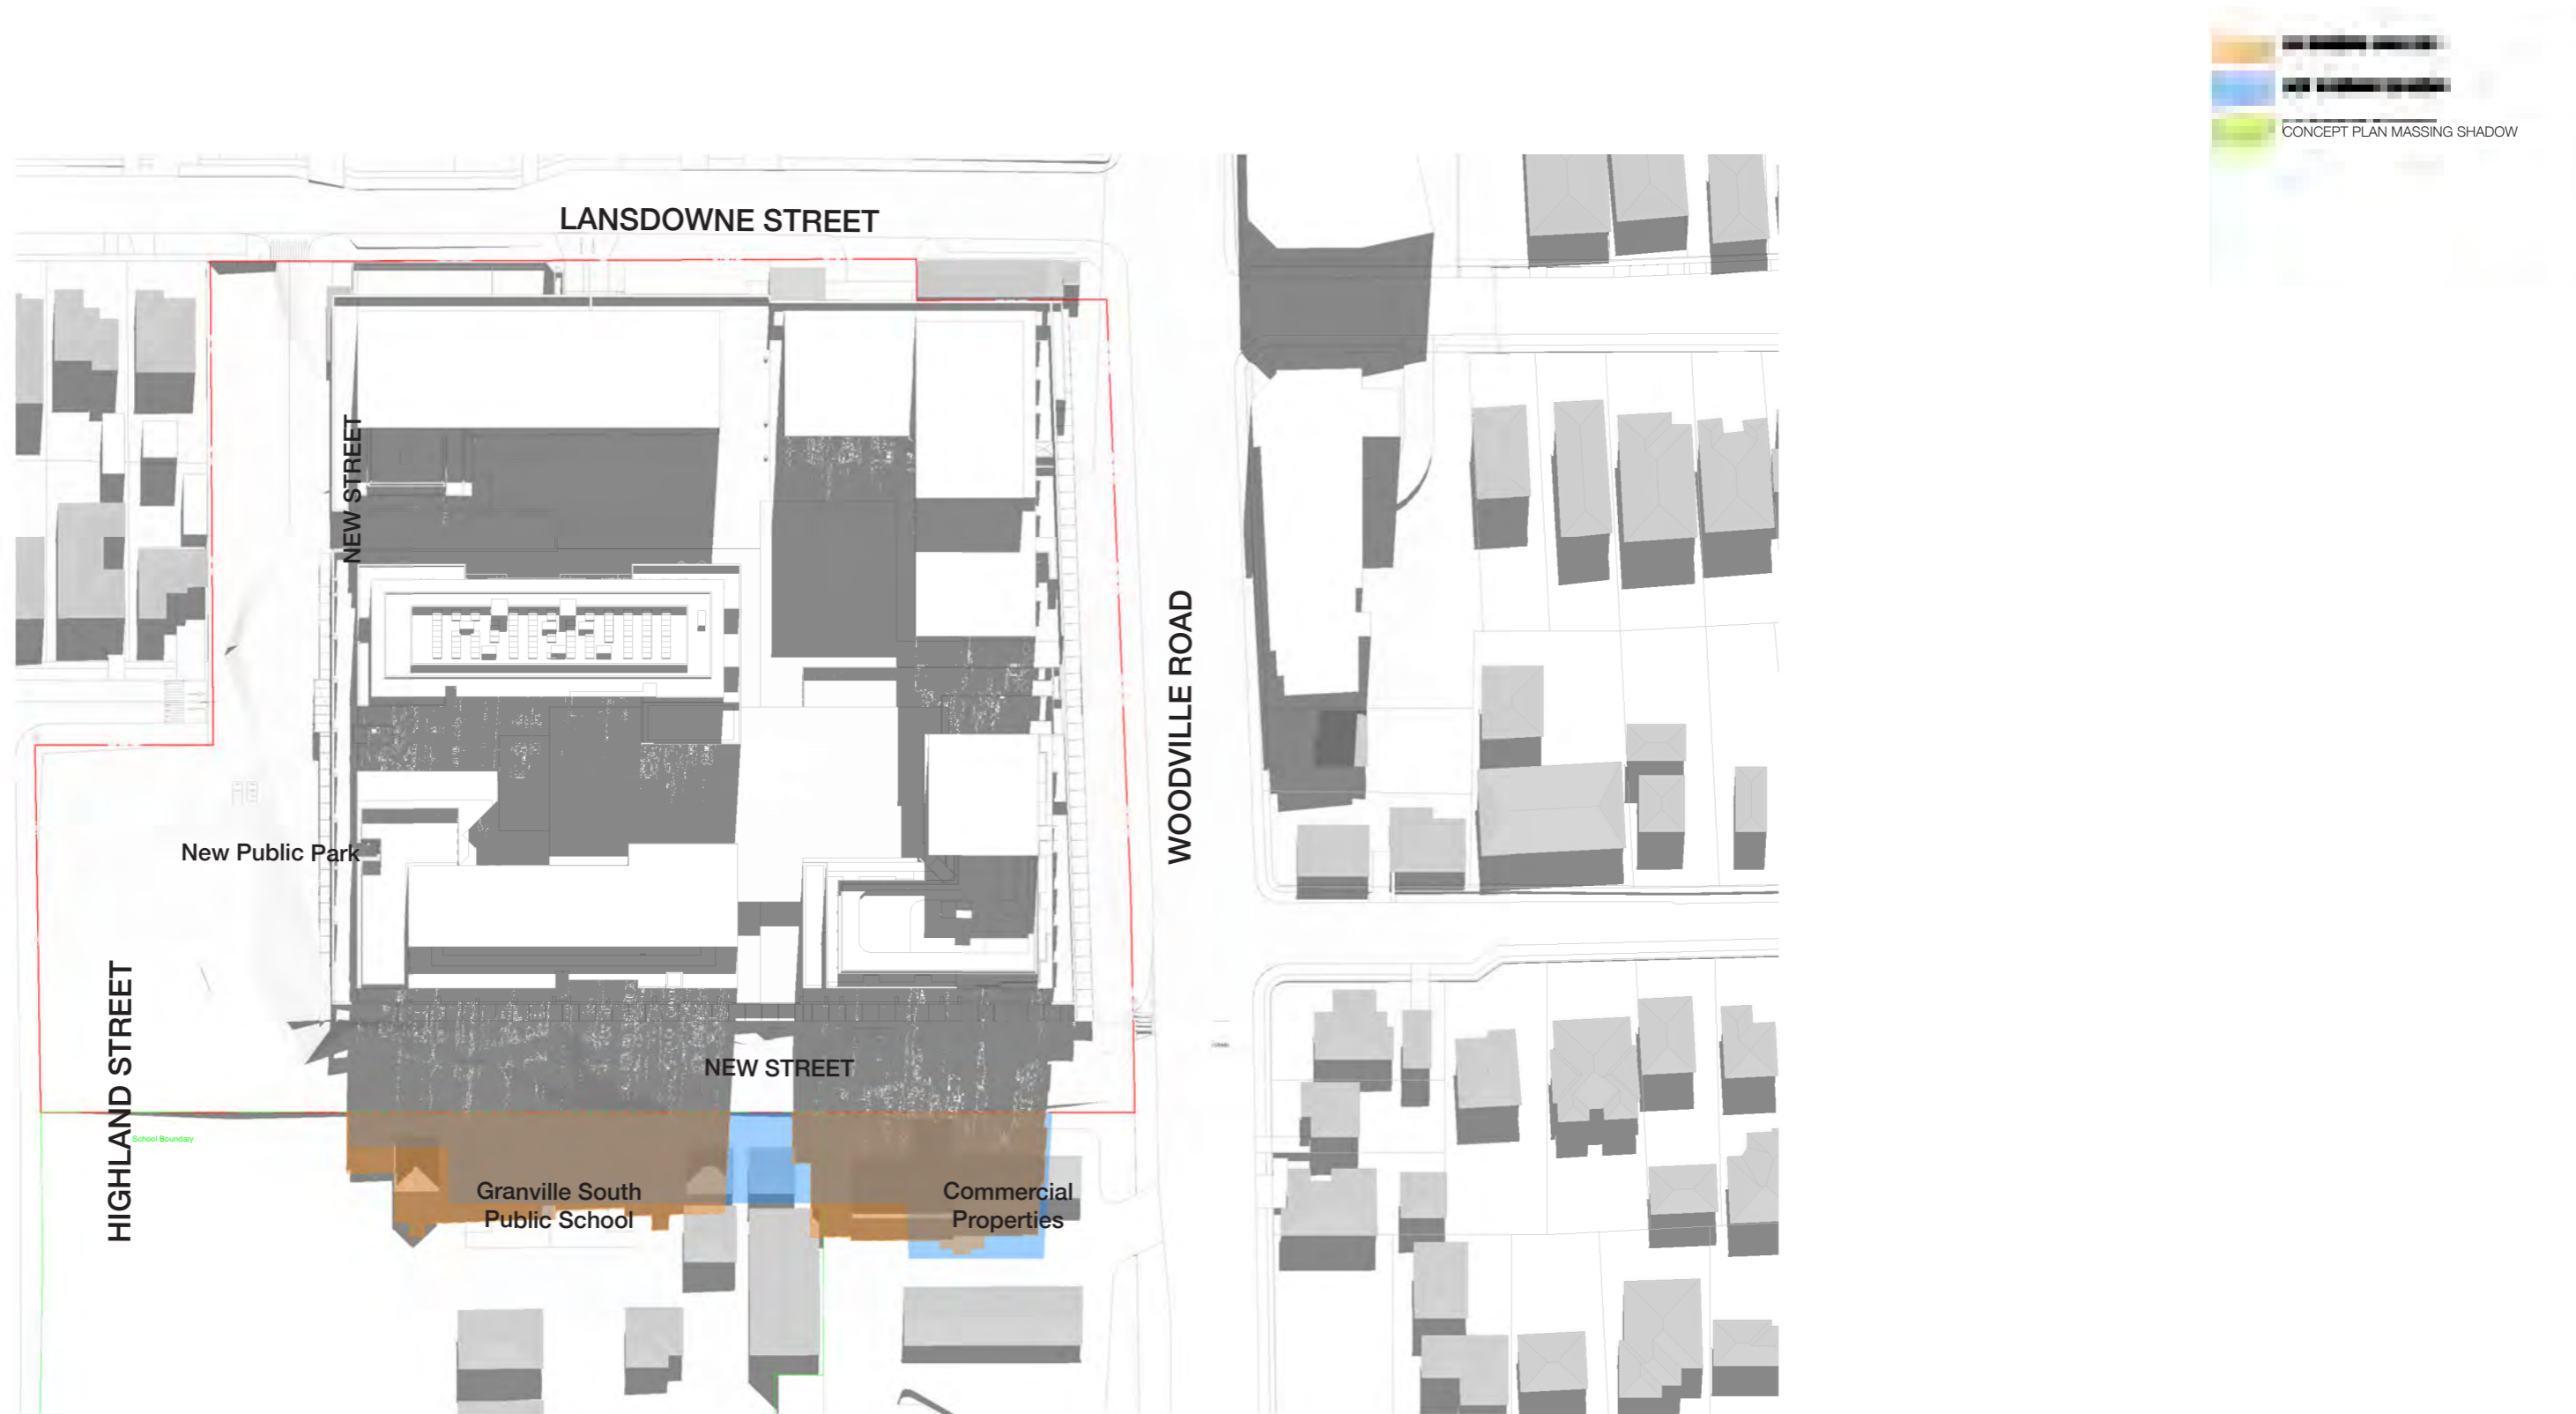 CONCEPT PLAN MASSING SHADOW
LANSDOWNE STREET
NEW STREET
WOODVILLE ROAD
New Public Park
HIGHLAND STREET
NEW STREET
School Boundary
Granville South
Public School
Commercial
Properties